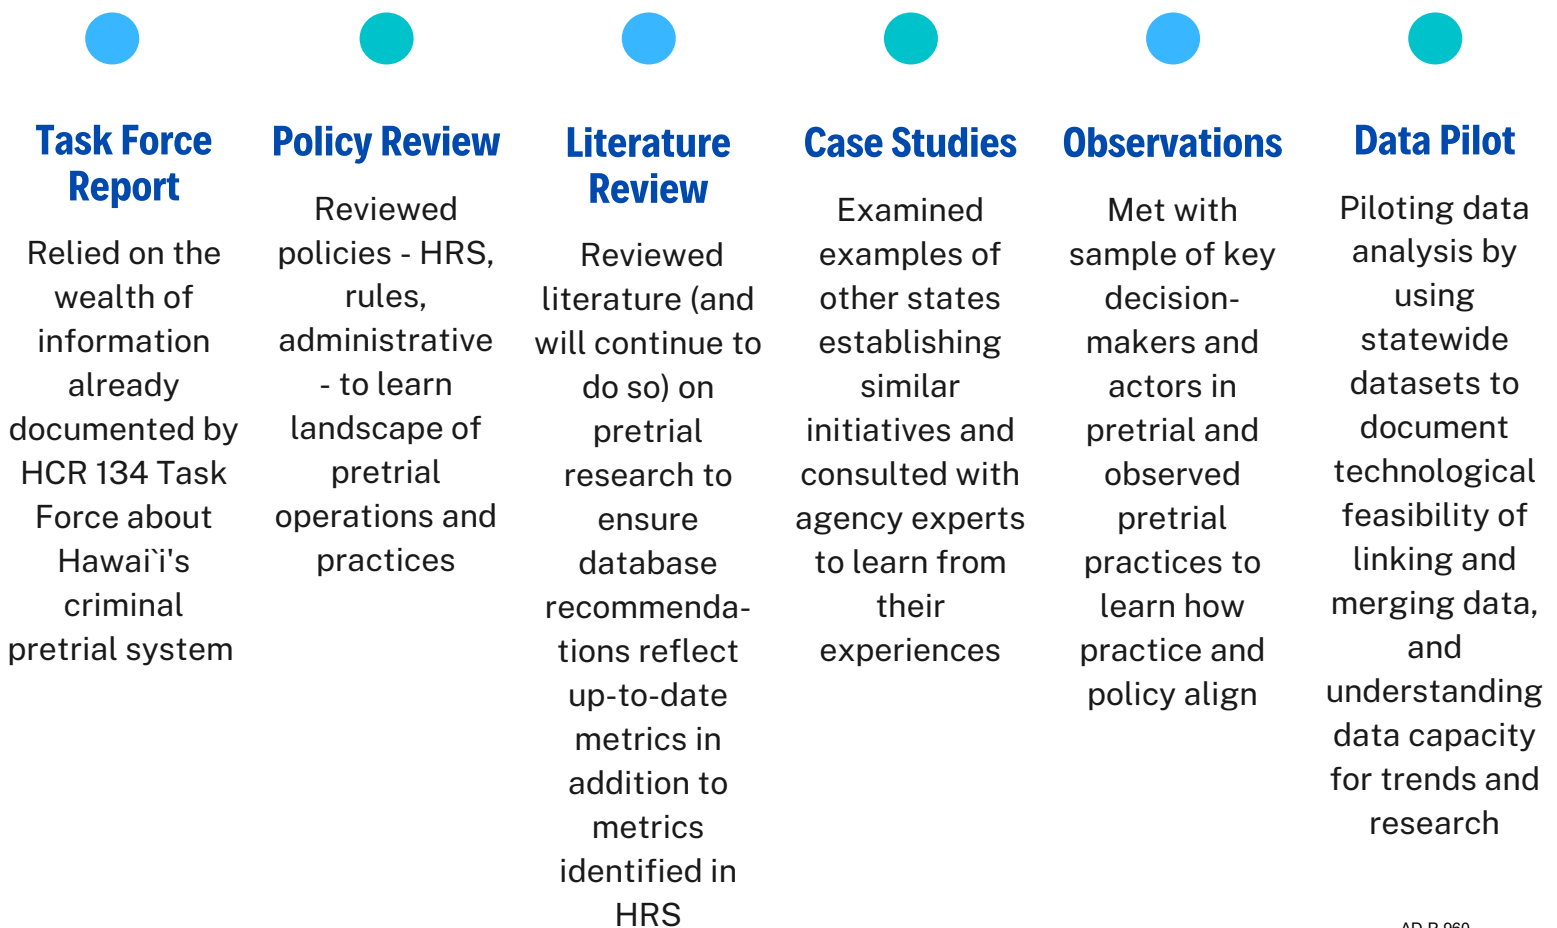 Task Force
Report
Relied on the
wealth of
information
already
documented by
HCR 134 Task
Force about
Hawai`i's
criminal
pretrial system
Policy Review
Reviewed
policies - HRS,
rules,
administrative
- to learn
landscape of
pretrial
operations and
practices
Literature
Review
Reviewed
literature (and
will continue to
do so) on
pretrial
research to
ensure
database
recommenda-
tions reflect
up-to-date
metrics in
addition to
metrics
identified in
HRS
Case Studies
Examined
examples of
other states
establishing
similar
initiatives and
consulted with
agency experts
to learn from
their
experiences
Observations
Met with
sample of key
decision-
makers and
actors in
pretrial and
observed
pretrial
practices to
learn how
practice and
policy align
Data Pilot
Piloting data
analysis by
using
statewide
datasets to
document
technological
feasibility of
linking and
merging data,
and
understanding
data capacity
for trends and
research
AD-R-960